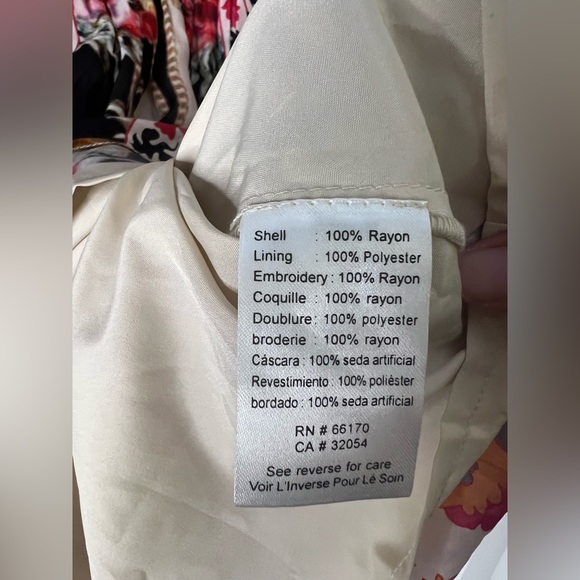 Shell : 100% Rayon
Lining : 100% Polyester
Embroidery : 100% Rayon
Coquille : 100% rayon
Doublure : 100% polyester
broderie : 100% rayon
Cáscara : 100% seda artificial
Revestimiento : 100% polièster
bordado : 100% seda artificial
RN # 66170
CA # 32054
See reverse for care
Voir L'Inverse Pour Lé Soin